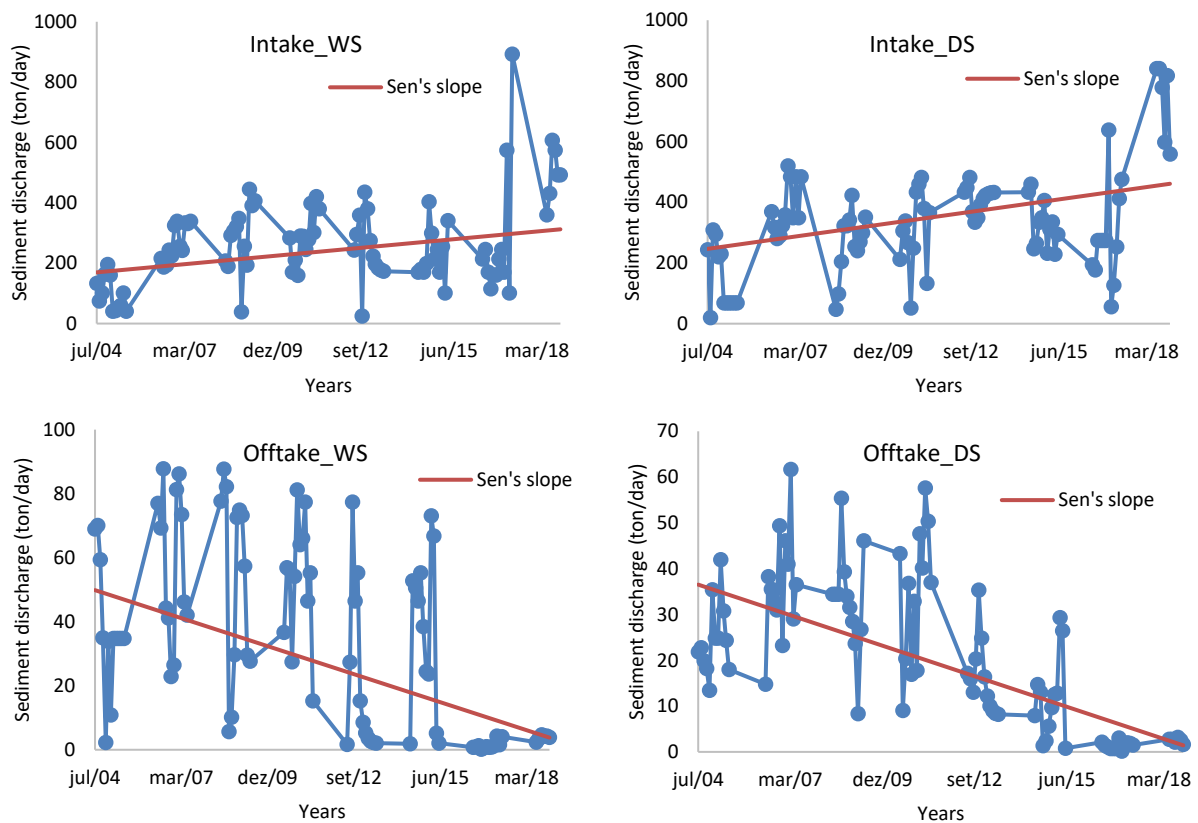 Intake_WS
Sen's slope
Sediment discharge (ton/day)
1000
800
600
400
200
0
jul/04 mar/07 dez/09 set/12 jun/15 mar/18
Years
Intake_DS
Sen's slope
Sediment discharge (ton/day)
1000
800
600
400
200
0
jul/04 mar/07 dez/09 set/12 jun/15 mar/18
Years
Offtake_WS
Sen's slope
Sediment disrcharge (ton/day)
100
80
60
40
20
0
jul/04 mar/07 dez/09 set/12 jun/15 mar/18
Years
Offtake_DS
Sen's slope
Sediment discharge (ton/day)
70
60
50
40
30
20
10
0
jul/04 mar/07 dez/09 set/12 jun/15 mar/18
Years